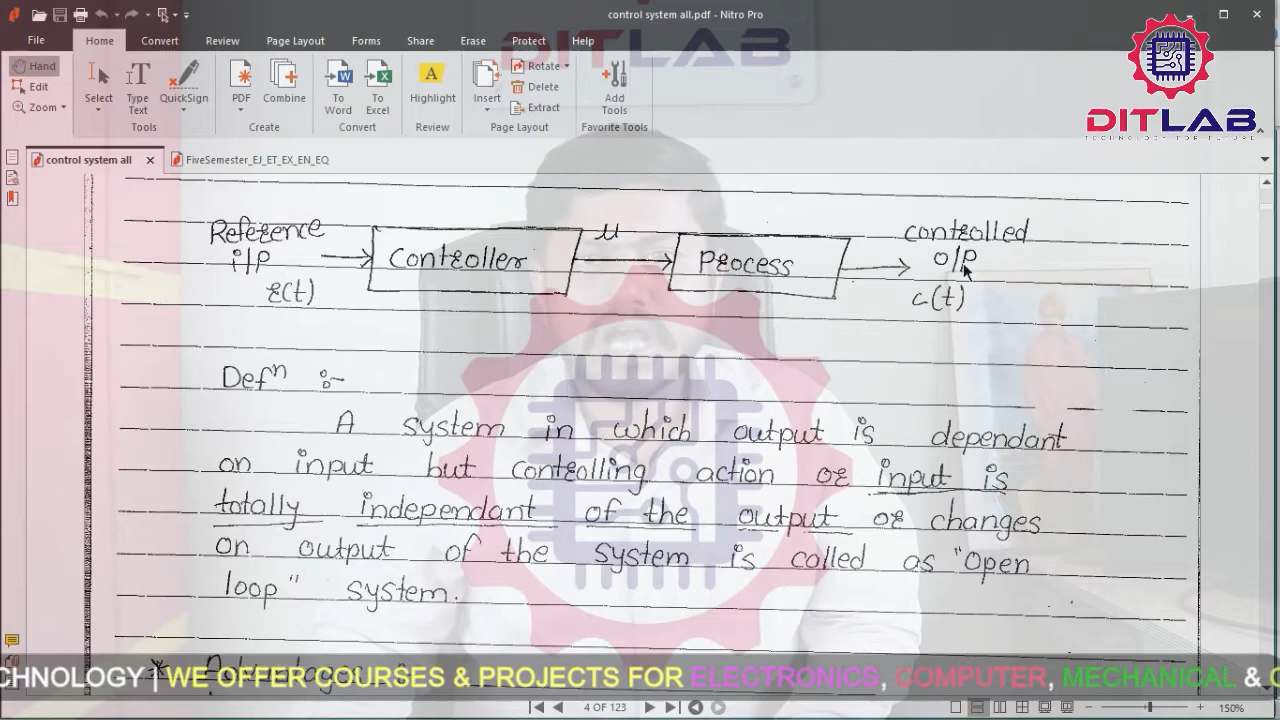 control system all.pdf - Nitro Pro
File Home Convert Review Page Layout Forms Share Erase Protect Help
Hand
Edit
Zoom
Select
Type Text
QuickSign
Tools
PDF
Combine
Create
To Word
To Excel
Convert
Highlight
Review
Insert
Rotate
Delete
Extract
Page Layout
Add Tools
Favorite Tools
DITLAB
DITLAB
TECHNOLOGY FOR FUTURE
control system all
FiveSemester_EJ_ET_EX_EN_EQ
Reference i/p r(t)
Controller
u
Process
controlled o/p c(t)
Defⁿ :-
A system in which output is dependant
on input but controlling action or input is
totally independant of the output or changes
on output of the system is called as "Open
loop" system.
* Advantages :-
CHNOLOGY | WE OFFER COURSES & PROJECTS FOR ELECTRONICS, COMPUTER, MECHANICAL &
4 OF 123
150%